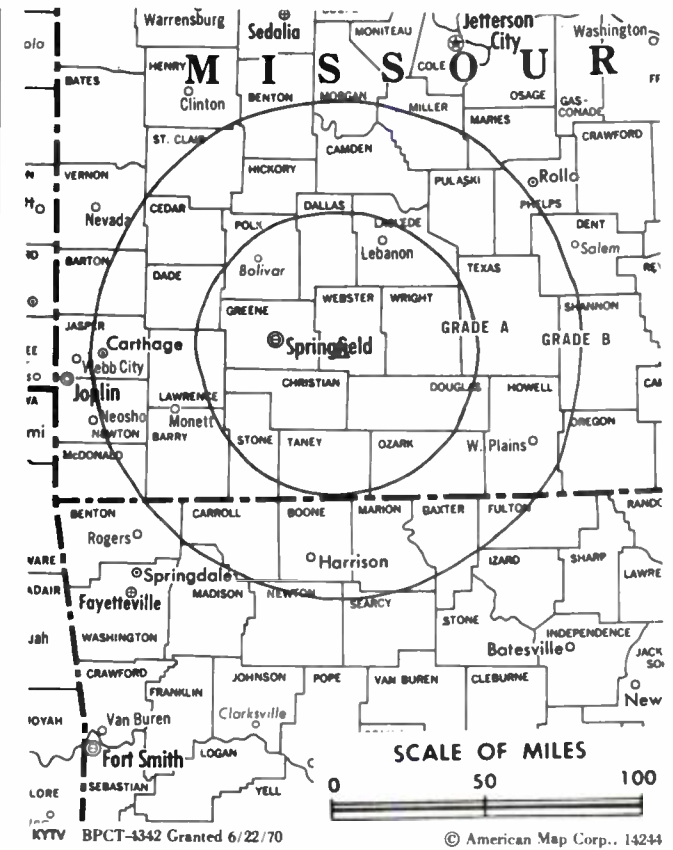 Warrensburg
Sedalia
MONITEAU
Jefferson
City
Washington
COLE
BATES
HENRY
MISSOUR
Clinton
BENTON
MORGAN
MILLER
OSAGE
GAS-
CONADE
MARIES
CRAWFORD
ST. CLAIR
CAMDEN
HICKORY
VERNON
PULASKI
Rolla
PHELPS
Nevada
CEDAR
POLK
DALLAS
LACLEDE
Lebanon
DENT
Salem
BARTON
Bolivar
DADE
TEXAS
WEBSTER
WRIGHT
GREENE
SHANNON
JASPER
GRADE A
GRADE B
Carthage
Springfield
Webb City
Joplin
CHRISTIAN
DOUGLAS
HOWELL
LAWRENCE
Neosho
Monett
NEWTON
BARRY
STONE
TANEY
OZARK
W. Plains
OREGON
McDONALD
BENTON
CARROLL
BOONE
MARION
BAXTER
FULTON
RANDO
Rogers
Harrison
IZARD
SHARP
LAWRE
Springdale
MADISON
NEWTON
SEARCY
Fayetteville
STONE
WASHINGTON
INDEPENDENCE
Batesville
JACK
CRAWFORD
JOHNSON
POPE
VAN BUREN
CLEBURNE
FRANKLIN
New
Van Buren
Clarksville
Fort Smith
LOGAN
SEBASTIAN
YELL
SCALE OF MILES
0 50 100
KYTV BPCT-4342 Granted 6/22/70
© American Map Corp., 14244